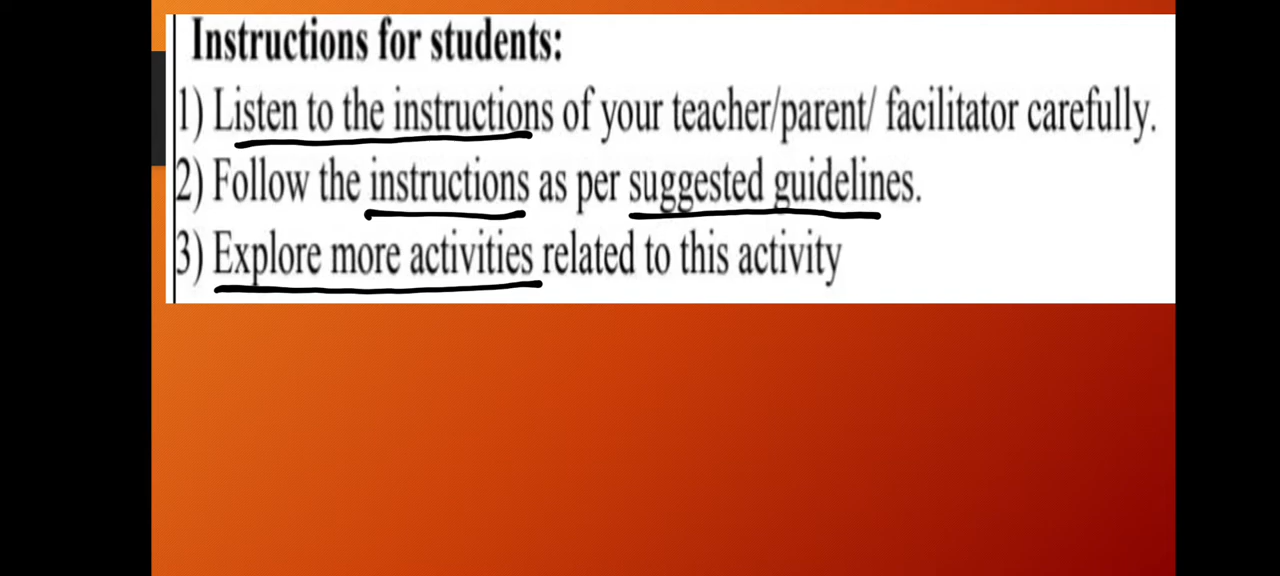 Instructions for students:
1) Listen to the instructions of your teacher/parent/ facilitator carefully.
2) Follow the instructions as per suggested guidelines.
3) Explore more activities related to this activity